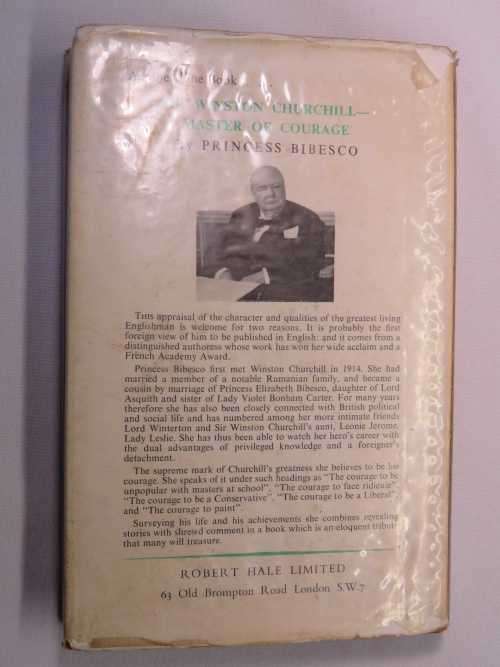 WINSTON CHURCHILL—
MASTER OF COURAGE
PRINCESS BIBESCO
THIS appraisal of the character and qualities of the greatest living
Englishman is welcome for two reasons. It is probably the first
foreign view of him to be published in English: and it comes from a
distinguished authoress whose work has won her wide acclaim and a
French Academy Award.
Princess Bibesco first met Winston Churchill in 1914. She had
married a member of a notable Rumanian family, and became a
cousin by marriage of Princess Elizabeth Bibesco, daughter of Lord
Asquith and sister of Lady Violet Bonham Carter. For many years
therefore she has also been closely connected with British political
and social life and has numbered among her more intimate friends
Lord Winterton and Sir Winston Churchill's aunt, Leonie Jerome,
Lady Leslie. She has thus been able to watch her hero's career with
the dual advantages of privileged knowledge and a foreigner's
detachment.
The supreme mark of Churchill's greatness she believes to be his
courage. She speaks of it under such headings as "The courage to be
unpopular with masters at school", "The courage to face ridicule",
"The courage to be a Conservative", "The courage to be a Liberal",
and "The courage to paint".
Surveying his life and his achievements she combines revealing
stories with shrewd comment in a book which is an eloquent tribute
that many will treasure.
ROBERT HALE LIMITED
63 Old Brompton Road London S.W.7